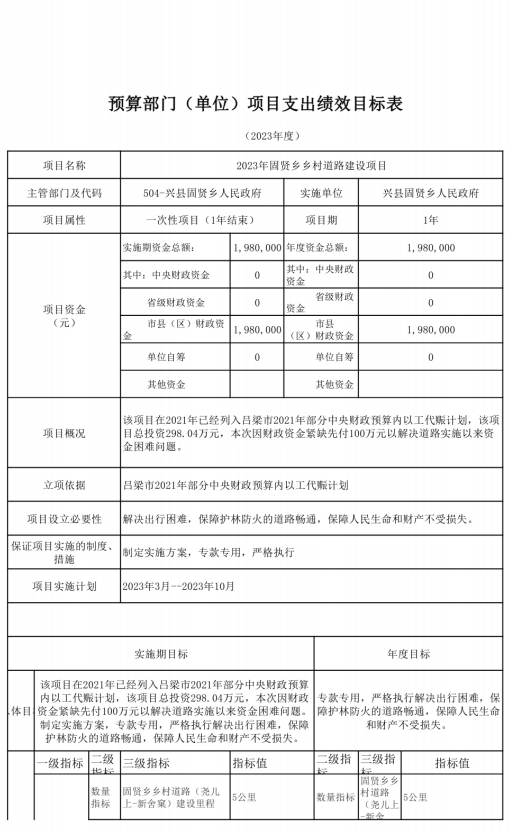 预算部门（单位）项目支出绩效目标表
（2023年度）
项目名称 2023年固贤乡乡村道路建设项目
主管部门及代码 504-兴县固贤乡人民政府 实施单位 兴县固贤乡人民政府
项目属性 一次性项目（1年结束） 项目期 1年
项目资金
（元）
实施期资金总额： 1,980,000 年度资金总额： 1,980,000
其中：中央财政资金 0 其中：中央财政
资金 0
省级财政资金 0 省级财政
资金 0
市县（区）财政资
金 1,980,000 市县
（区）财政资金 1,980,000
单位自筹 0 单位自筹 0
其他资金 其他资金
项目概况
该项目在2021年已经列入吕梁市2021年部分中央财政预算内以工代赈计划，该项
目总投资298.04万元，本次因财政资金紧缺先付100万元以解决道路实施以来资
金困难问题。
立项依据 吕梁市2021年部分中央财政预算内以工代赈计划
项目设立必要性 解决出行困难，保障护林防火的道路畅通，保障人民生命和财产不受损失。
保证项目实施的制度、
措施
制定实施方案，专款专用，严格执行
项目实施计划 2023年3月--2023年10月
实施期目标 年度目标
体目
该项目在2021年已经列入吕梁市2021年部分中央财政预算
内以工代赈计划，该项目总投资298.04万元，本次因财政
资金紧缺先付100万元以解决道路实施以来资金困难问题。
制定实施方案，专款专用，严格执行解决出行困难，保障
护林防火的道路畅通，保障人民生命和财产不受损失。
专款专用，严格执行解决出行困难，保
障护林防火的道路畅通，保障人民生命
和财产不受损失。
一级指标 二级指标 三级指标 指标值 二级指标 三级指标 指标值
数量
指标
固贤乡乡村道路（尧儿
上-新舍窠）建设里程
5公里
数量指标
固贤乡乡
村道路
（尧儿上
-新舍
5公里